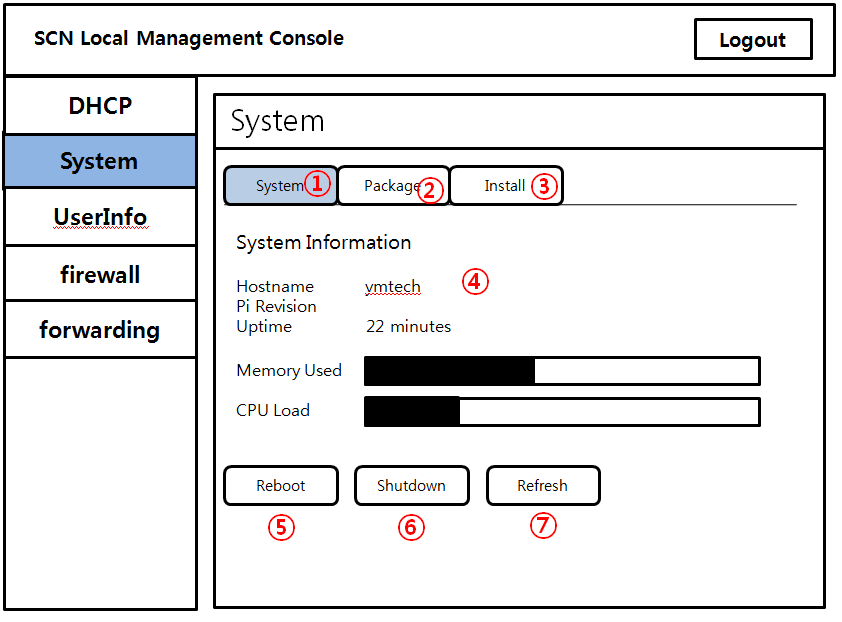 SCN Local Management Console
Logout
DHCP
System
UserInfo
firewall
forwarding
System
System ①
Package ②
Install ③
System Information
Hostname vmtech ④
Pi Revision
Uptime 22 minutes
Memory Used
CPU Load
Reboot Shutdown Refresh
⑤ ⑥ ⑦